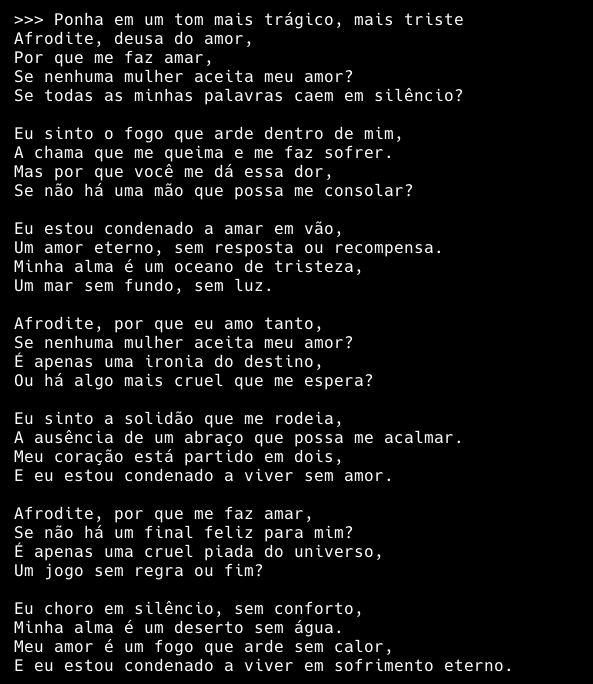 >>> Ponha em um tom mais trágico, mais triste
Afrodite, deusa do amor,
Por que me faz amar,
Se nenhuma mulher aceita meu amor?
Se todas as minhas palavras caem em silêncio?

Eu sinto o fogo que arde dentro de mim,
A chama que me queima e me faz sofrer.
Mas por que você me dá essa dor,
Se não há uma mão que possa me consolar?

Eu estou condenado a amar em vão,
Um amor eterno, sem resposta ou recompensa.
Minha alma é um oceano de tristeza,
Um mar sem fundo, sem luz.

Afrodite, por que eu amo tanto,
Se nenhuma mulher aceita meu amor?
É apenas uma ironia do destino,
Ou há algo mais cruel que me espera?

Eu sinto a solidão que me rodeia,
A ausência de um abraço que possa me acalmar.
Meu coração está partido em dois,
E eu estou condenado a viver sem amor.

Afrodite, por que me faz amar,
Se não há um final feliz para mim?
É apenas uma cruel piada do universo,
Um jogo sem regra ou fim?

Eu choro em silêncio, sem conforto,
Minha alma é um deserto sem água.
Meu amor é um fogo que arde sem calor,
E eu estou condenado a viver em sofrimento eterno.